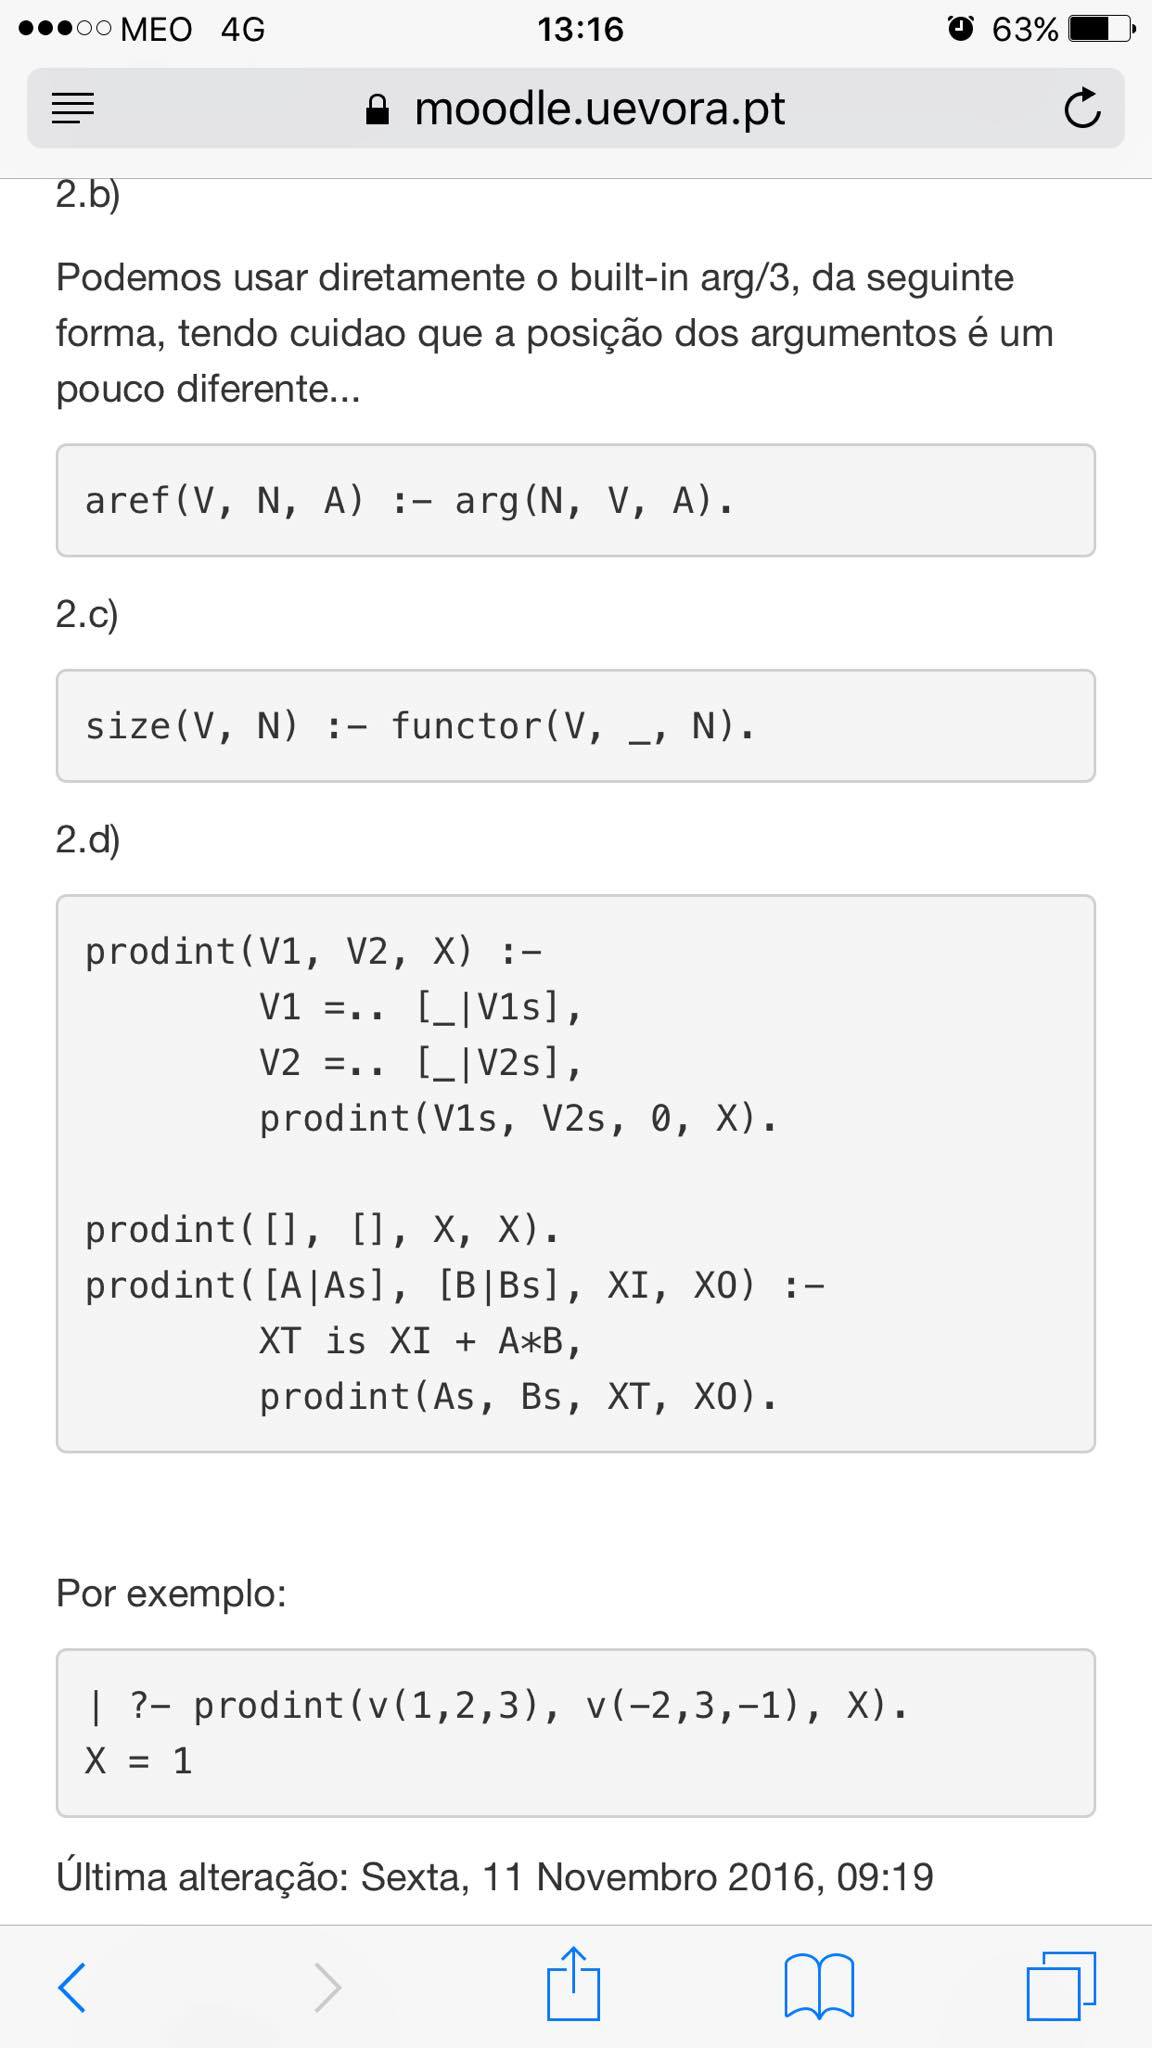 MEO 4G 13:16 63%
moodle.uevora.pt
2.b)
Podemos usar diretamente o built-in arg/3, da seguinte
forma, tendo cuidao que a posição dos argumentos é um
pouco diferente...
aref(V, N, A) :- arg(N, V, A).
2.c)
size(V, N) :- functor(V, _, N).
2.d)
prodint(V1, V2, X) :-
V1 =.. [_|V1s],
V2 =.. [_|V2s],
prodint(V1s, V2s, 0, X).
prodint([], [], X, X).
prodint([A|As], [B|Bs], XI, XO) :-
XT is XI + A*B,
prodint(As, Bs, XT, XO).
Por exemplo:
| ?- prodint(v(1,2,3), v(-2,3,-1), X).
X = 1
Última alteração: Sexta, 11 Novembro 2016, 09:19